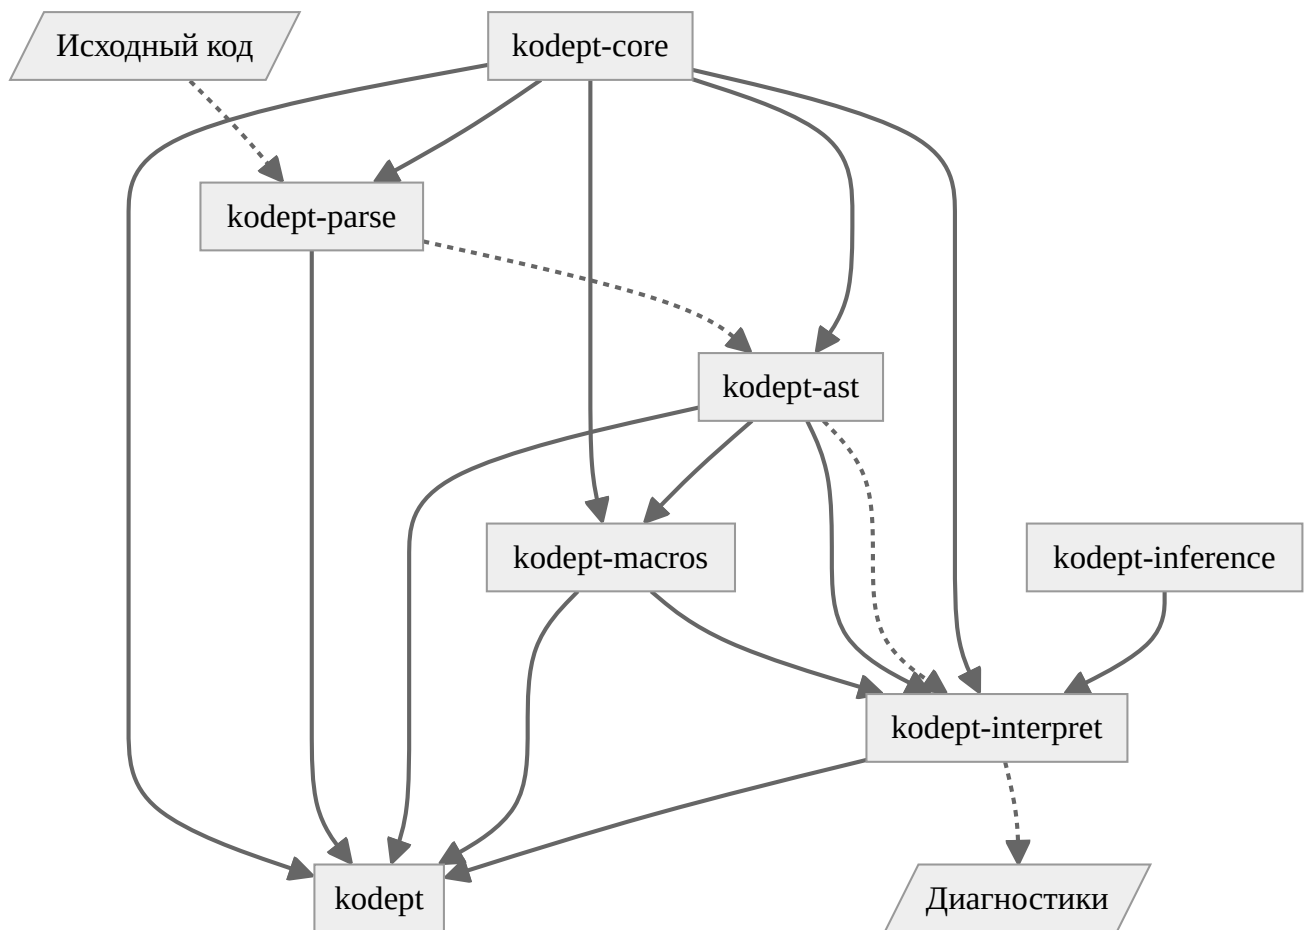 Исходный код
kodept-core
kodept-parse
kodept-ast
kodept-macros
kodept-inference
kodept-interpret
kodept
Диагностики